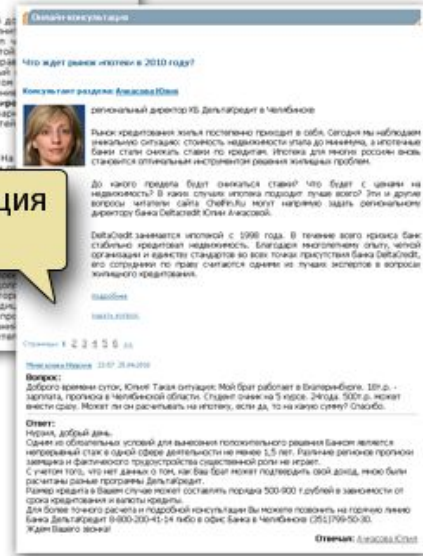 Онлайн-консультация
Что ждет рынок ипотеки в 2010 году?
Консультант раздела: Ачкасова Юлия
региональный директор КБ ДельтаКредит в Челябинске
Рынок кредитования жилья постепенно приходит в себя. Сегодня мы наблюдаем
уникальную ситуацию: стоимость недвижимости упала до минимума, а ипотечные
банки стали снижать ставки по кредитам. Ипотека для многих россиян вновь
становится оптимальным инструментом решения жилищных проблем.
До какого предела будут снижаться ставки? Что будет с ценами на
недвижимость? В каких случаях ипотека подходит лучше всего? Эти и другие
вопросы читатели сайта Chelfin.Ru могут напрямую задать региональному
директору банка Deltacredit Юлии Ачкасовой.
DeltaCredit занимается ипотекой с 1998 года. В течение всего кризиса банк
стабильно кредитовал недвижимость. Благодаря многолетнему опыту, четкой
организации и единству стандартов во всех точках присутствия банка DeltaCredit,
его сотрудники по праву считаются одними из лучших экспертов в вопросах
жилищного кредитования.
подробнее
задать вопрос
Страницы: 1 2 3 4 5 6 >>
ция
Вопрос:
Доброго времени суток, Юлия! Такая ситуация: Мой брат работает в Екатеринбурге. 18т.р. -
зарплата, прописка в Челябинской области. Студент очник на 5 курсе. 24года. 500т.р. может
внести сразу. Может ли он расчитывать на ипотеку, если да, то на какую сумму? Спасибо.
Ответ:
Нурзия, добрый день.
Одним из обязательных условий для вынесения положительного решения Банком является
непрерывный стаж в одной сфере деятельности не менее 1,5 лет. Различие регионов прописки
заемщика и фактического трудоустройства существенной роли не играет.
С учетом того, что нет данных о том, как Ваш брат может подтвердить свой доход, мною были
расчитаны разные программы ДельтаКредит.
Размер кредита в Вашем случае может составлять порядка 500-900 т.рублей в зависимости от
срока кредитования и валюты кредиты.
Для более точного расчета и подробной консультации Вы можете позвонить на горячую линию
Банка ДельтаКредит 8-800-200-41-14 либо в офис Банка в Челябинске (351)799-50-30.
Ждем Вашего звонка!
Отвечал: Ачкасова Юлия